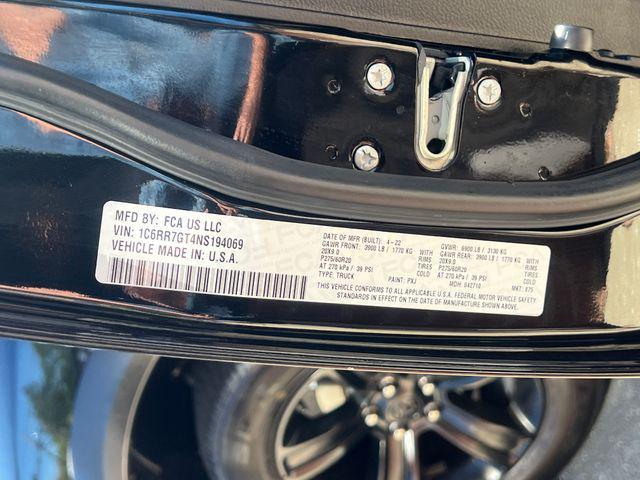 MFD BY: FCA US LLC
VIN: 1C6RR7GT4NS194069
VEHICLE MADE IN: U.S.A.
DATE OF MFR (BUILT): 4-22
GAWR FRONT: 3900 LB / 1770 KG WITH
20X9.0 RIMS
P275/60R20 TIRES
AT 270 kPa / 39 PSI COLD
TYPE: TRUCK
PAINT: PXJ
GVWR: 6900 LB / 3130 KG
GAWR REAR: 3900 LB / 1770 KG WITH
20X9.0 RIMS
P275/60R20 TIRES
AT 270 kPa / 39 PSI COLD
MDH: 042710
MKT: 875
THIS VEHICLE CONFORMS TO ALL APPLICABLE U.S.A. FEDERAL MOTOR VEHICLE SAFETY
STANDARDS IN EFFECT ON THE DATE OF MANUFACTURE SHOWN ABOVE.